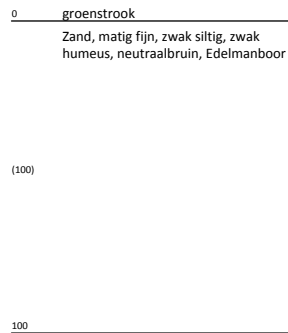 0 groenstrook
Zand, matig fijn, zwak siltig, zwak
humeus, neutraalbruin, Edelmanboor
(100)
100